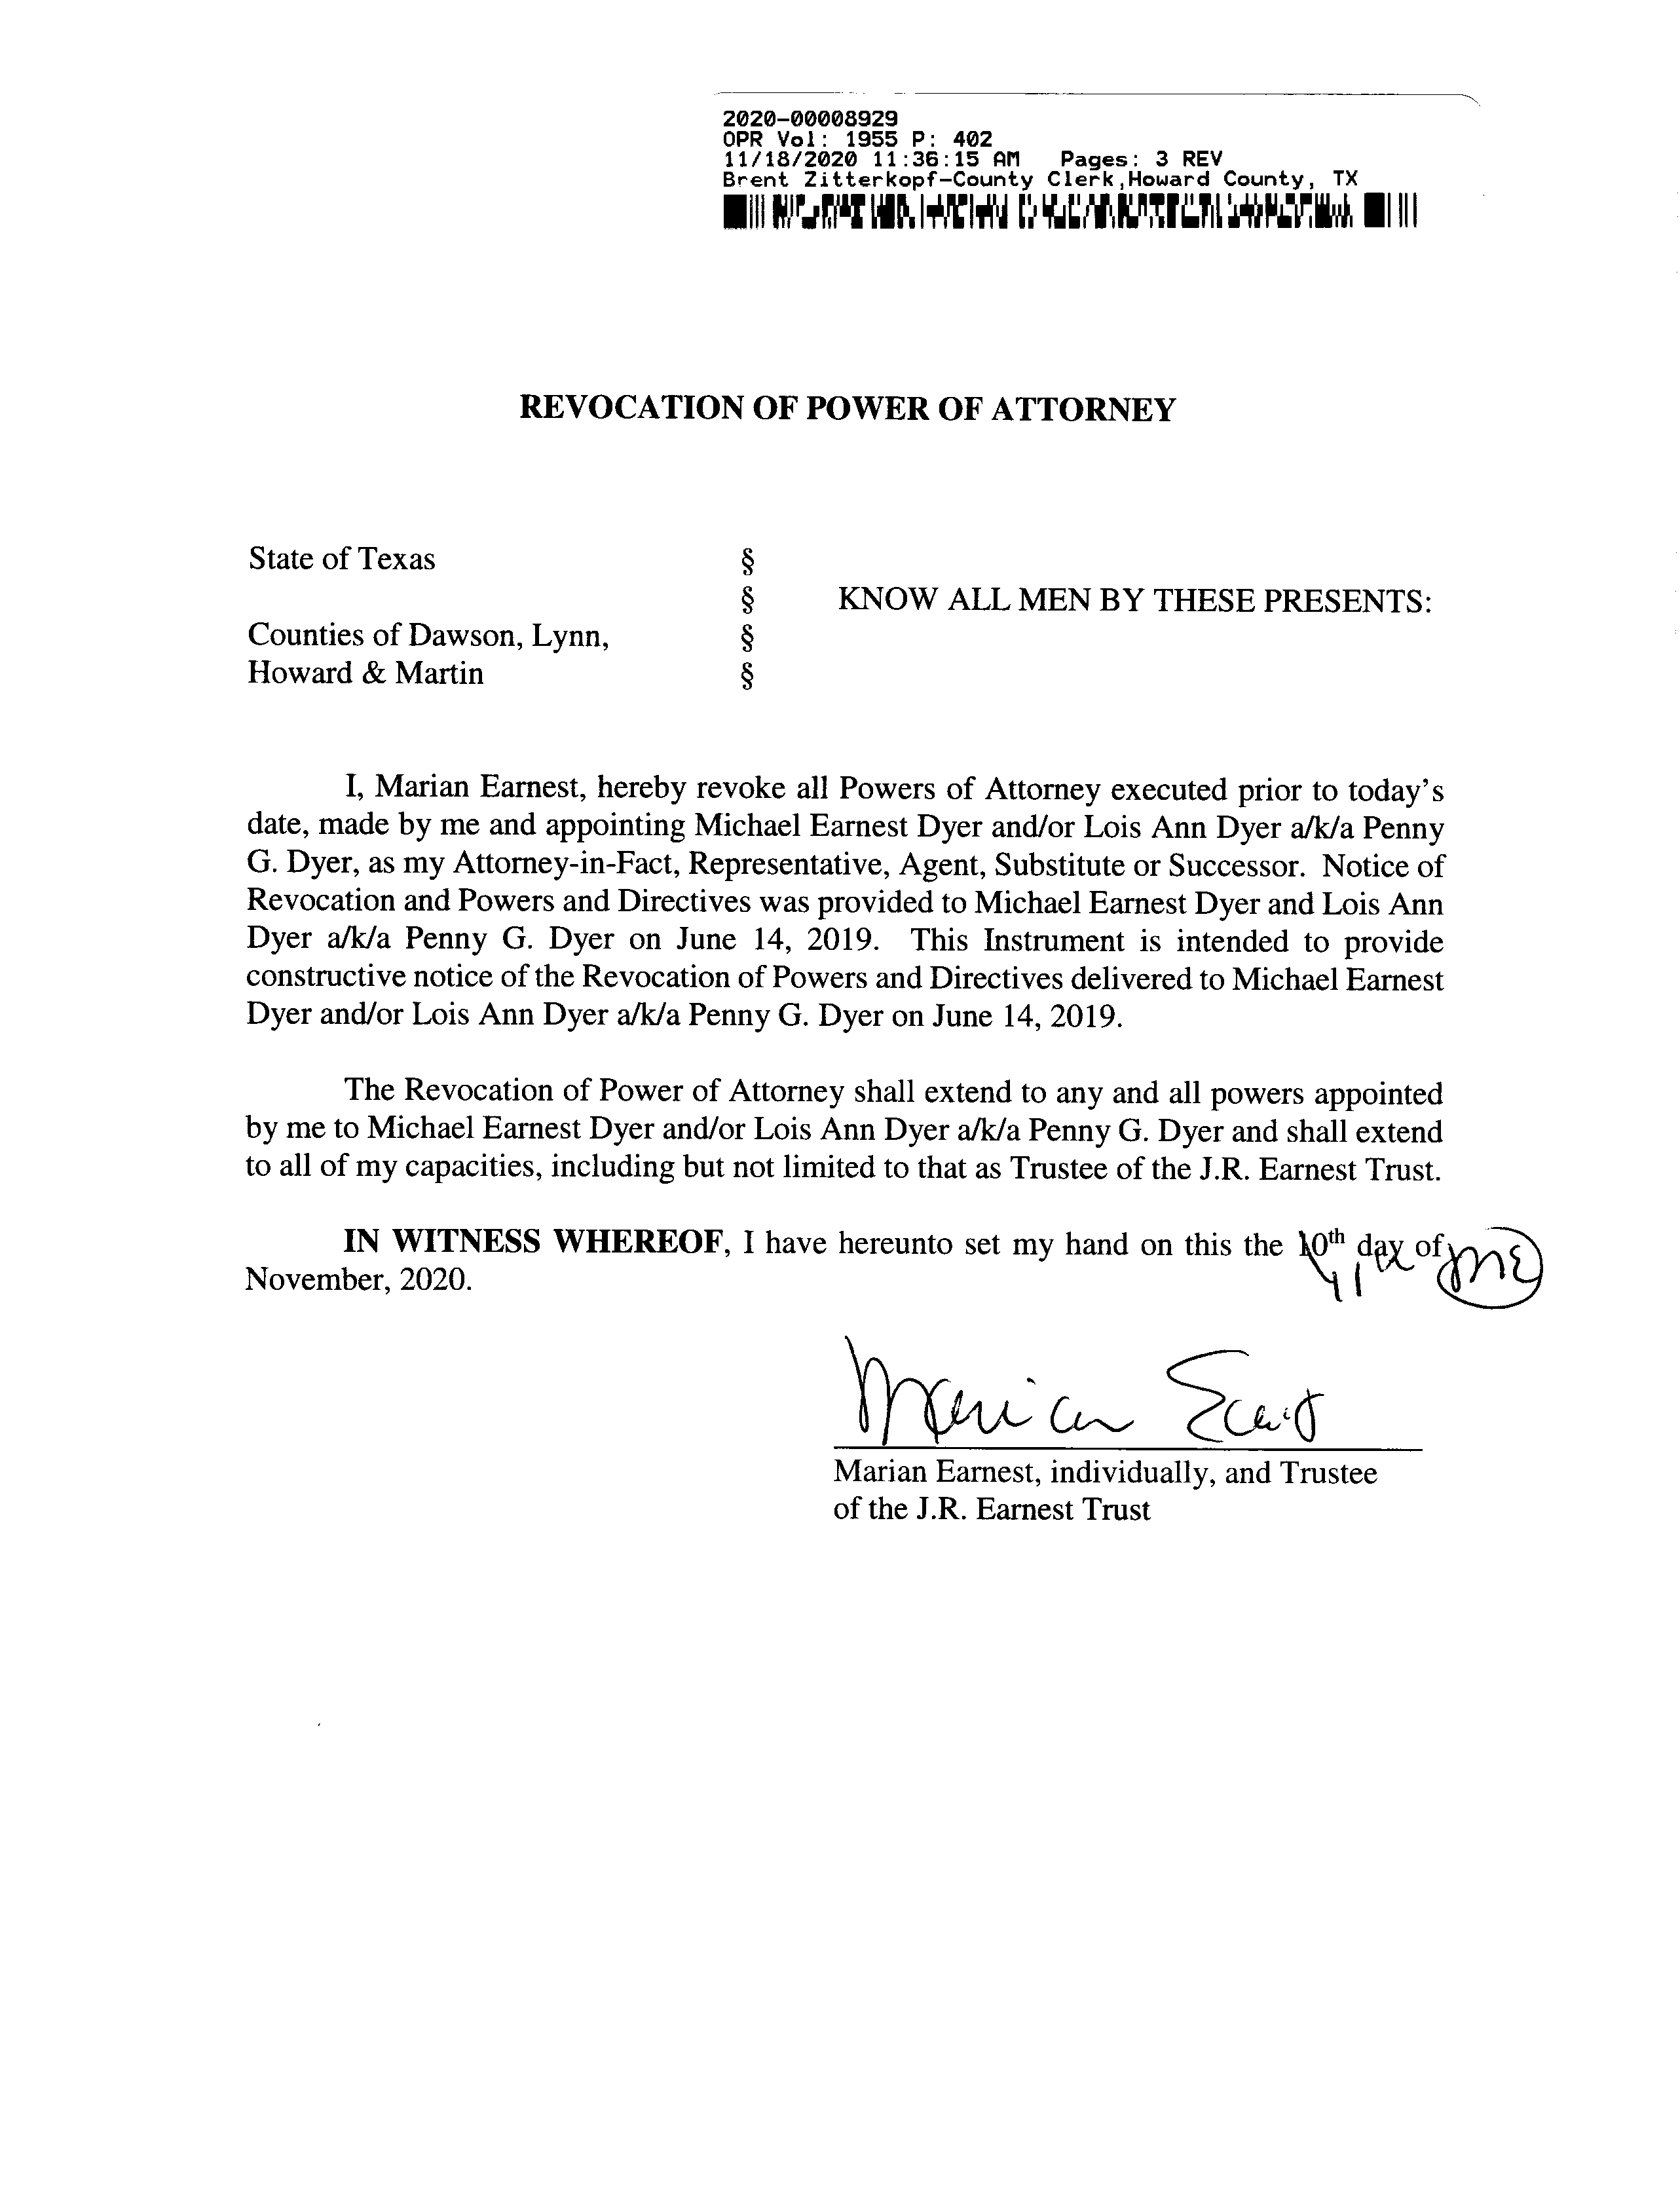 2020-00008929
OPR Vol: 1955 P: 402
11/18/2020 11:36:15 AM Pages: 3 REV
Brent Zitterkopf-County Clerk,Howard County, TX
REVOCATION OF POWER OF ATTORNEY
State of Texas §
§ KNOW ALL MEN BY THESE PRESENTS:
Counties of Dawson, Lynn, §
Howard & Martin §
I, Marian Earnest, hereby revoke all Powers of Attorney executed prior to today's
date, made by me and appointing Michael Earnest Dyer and/or Lois Ann Dyer a/k/a Penny
G. Dyer, as my Attorney-in-Fact, Representative, Agent, Substitute or Successor. Notice of
Revocation and Powers and Directives was provided to Michael Earnest Dyer and Lois Ann
Dyer a/k/a Penny G. Dyer on June 14, 2019. This Instrument is intended to provide
constructive notice of the Revocation of Powers and Directives delivered to Michael Earnest
Dyer and/or Lois Ann Dyer a/k/a Penny G. Dyer on June 14, 2019.
The Revocation of Power of Attorney shall extend to any and all powers appointed
by me to Michael Earnest Dyer and/or Lois Ann Dyer a/k/a Penny G. Dyer and shall extend
to all of my capacities, including but not limited to that as Trustee of the J.R. Earnest Trust.
IN WITNESS WHEREOF, I have hereunto set my hand on this the 10th day of ME
11
November, 2020.
Marian Earnest
Marian Earnest, individually, and Trustee
of the J.R. Earnest Trust